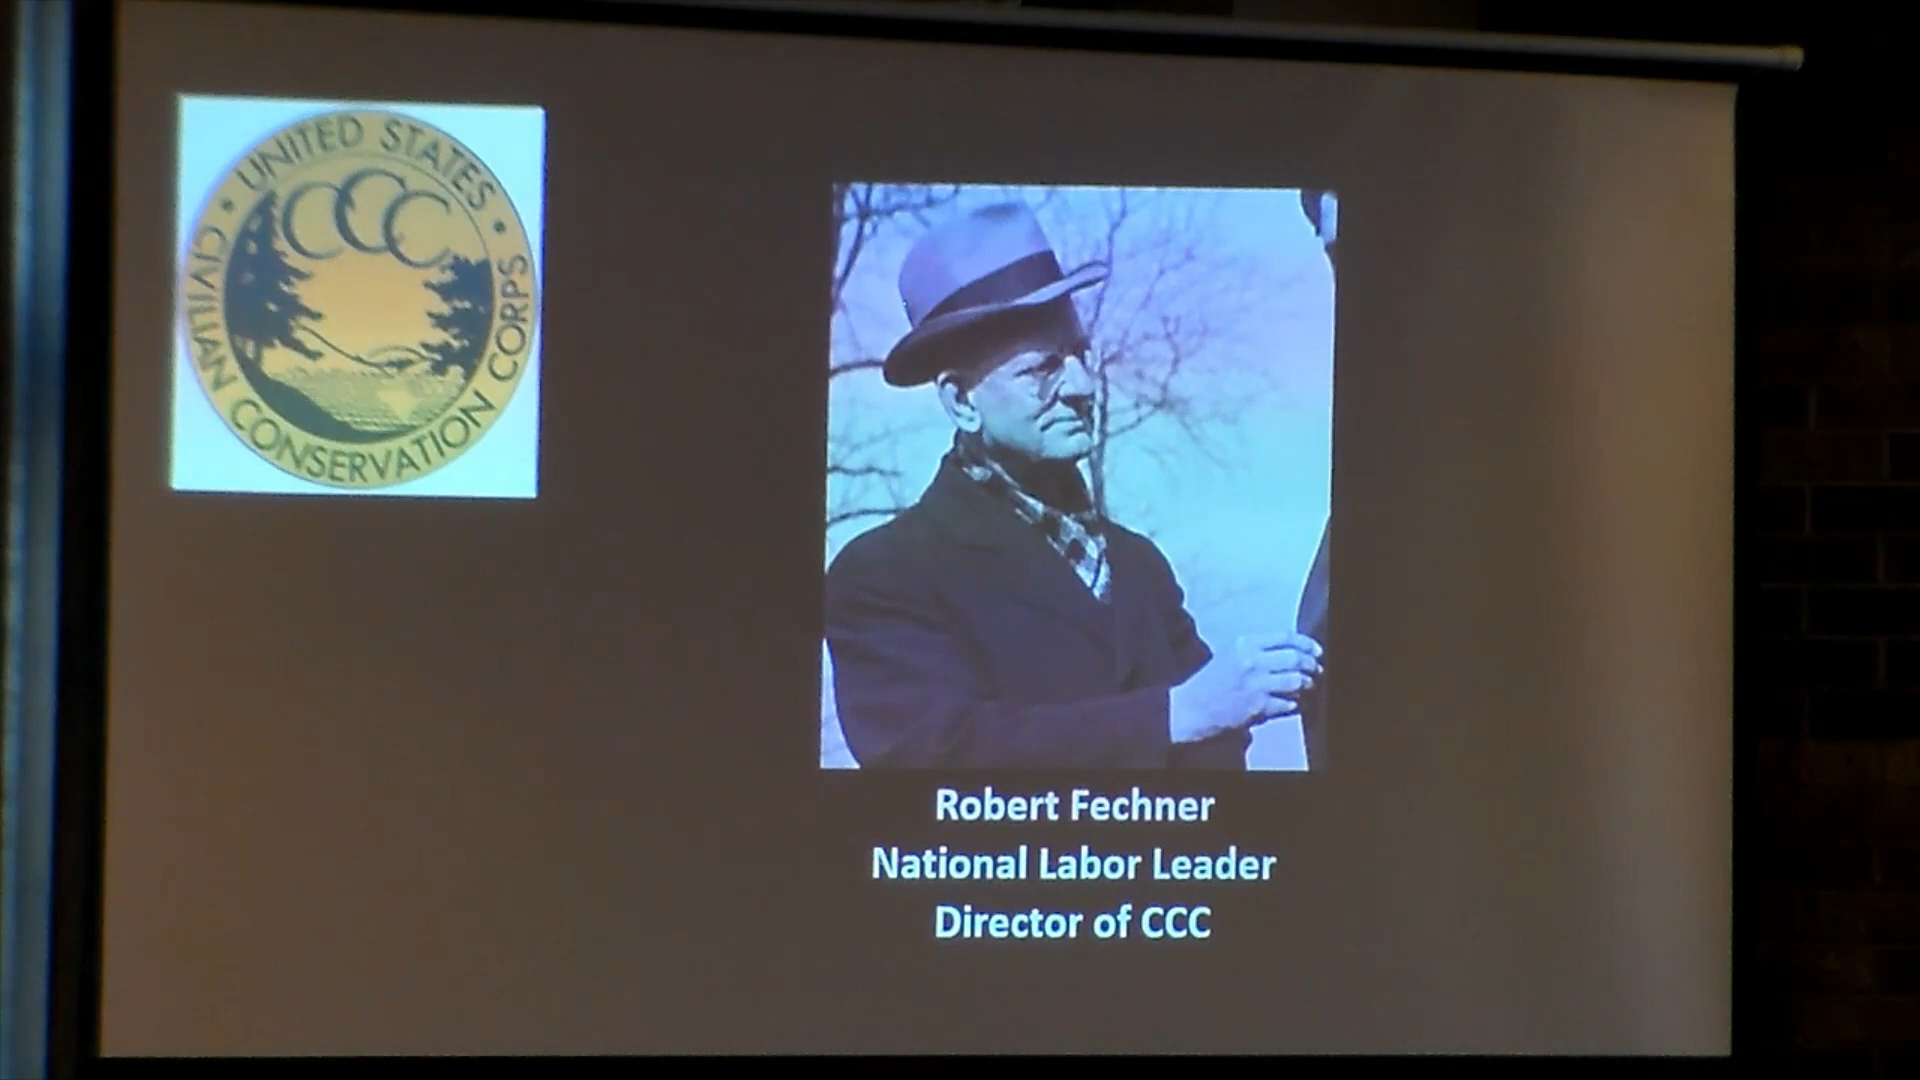 UNITED STATES
CCC
CIVILIAN CONSERVATION CORPS
Robert Fechner
National Labor Leader
Director of CCC